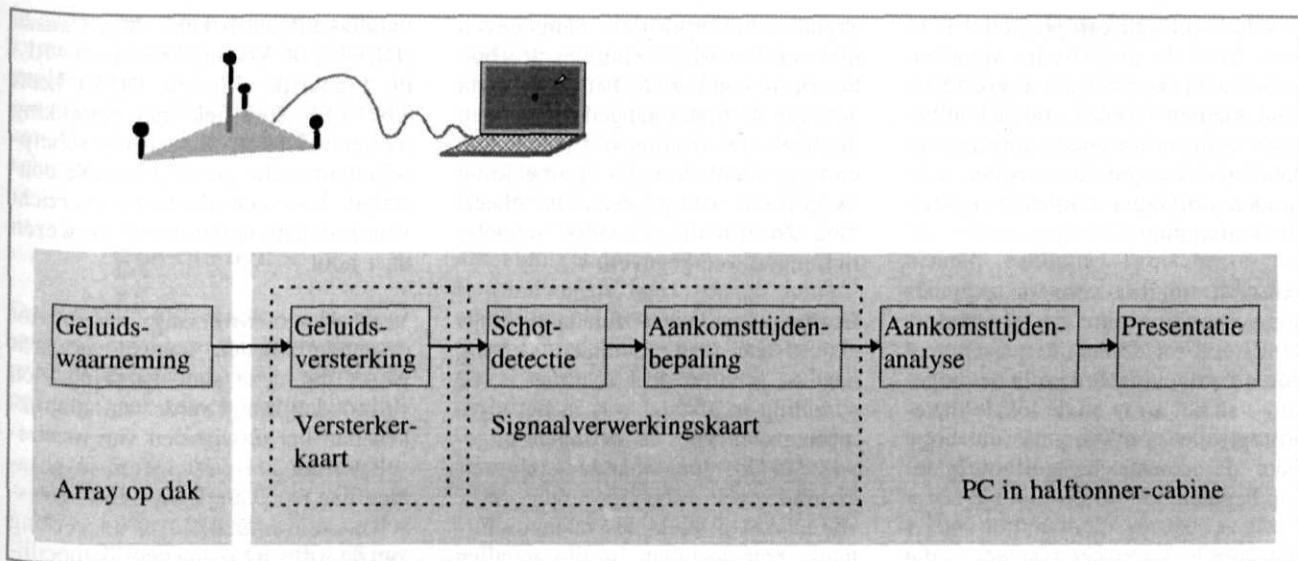 Geluids-
waarneming
Geluids-
versterking
Schot-
detectie
Aankomsttijden-
bepaling
Aankomsttijden-
analyse
Presentatie
Versterker-
kaart
Signaalverwerkingskaart
Array op dak
PC in halftonner-cabine